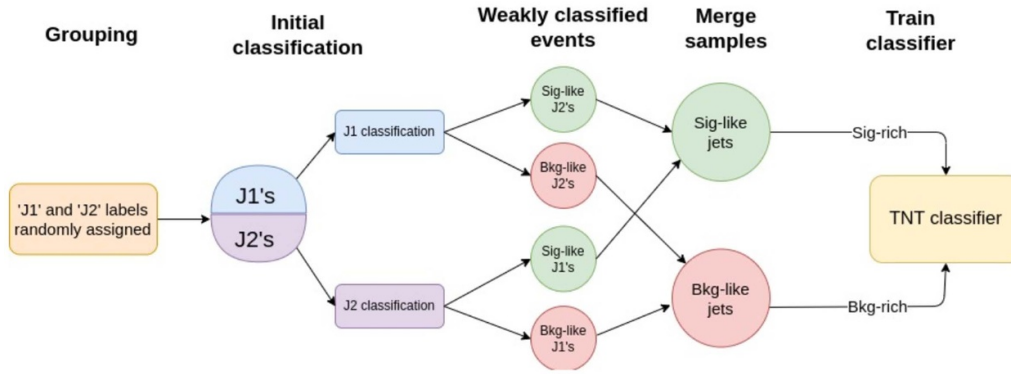 Grouping
Initial
classification
Weakly classified
events
Merge
samples
Train
classifier
'J1' and 'J2' labels
randomly assigned
J1's
J2's
J1 classification
J2 classification
Sig-like
J2's
Bkg-like
J2's
Sig-like
J1's
Bkg-like
J1's
Sig-like
jets
Bkg-like
jets
Sig-rich
Bkg-rich
TNT classifier